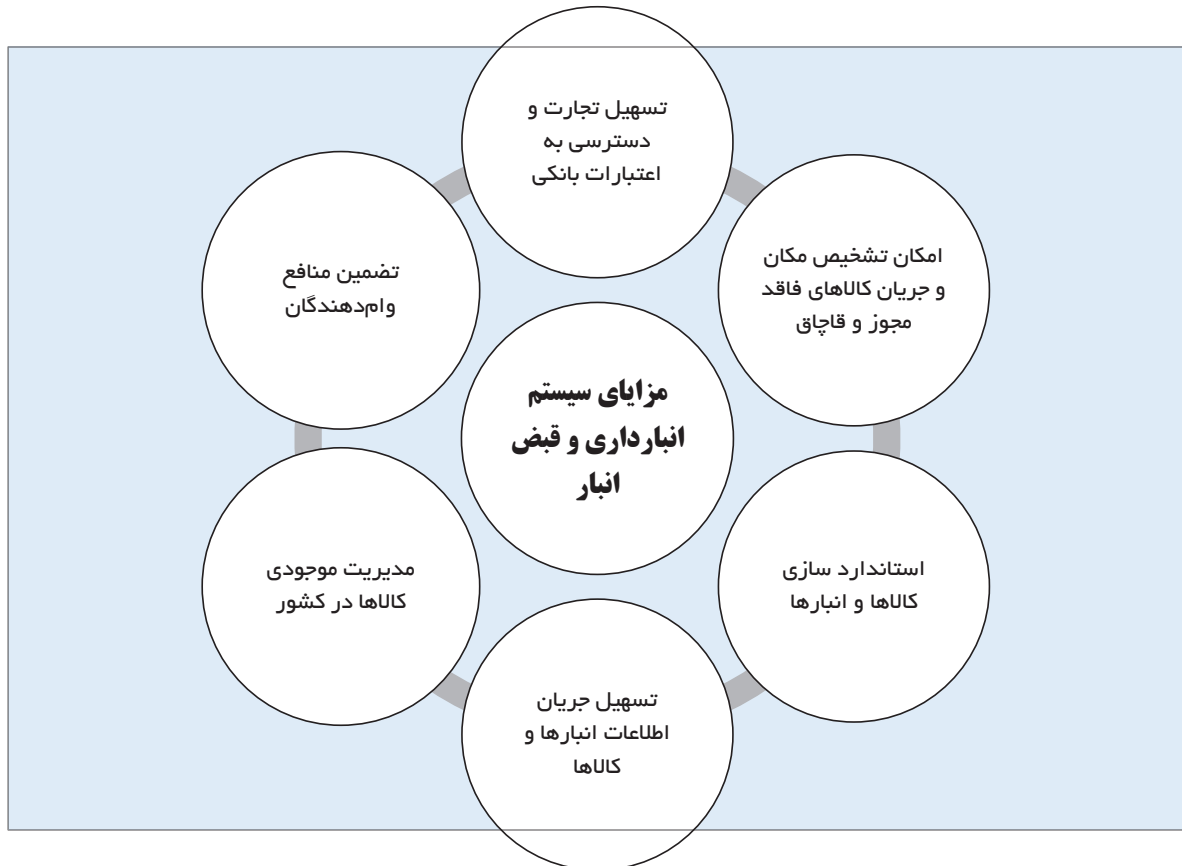 تسهیل تجارت و
دسترسی به
اعتبارات بانکی
امکان تشخیص مکان
و جریان کالاهای فاقد
مجوز و قاچاق
تضمین منافع
وام‌دهندگان
مزایای سیستم
انبارداری و قبض
انبار
استاندارد سازی
کالاها و انبارها
مدیریت موجودی
کالاها در کشور
تسهیل جریان
اطلاعات انبارها و
کالاها